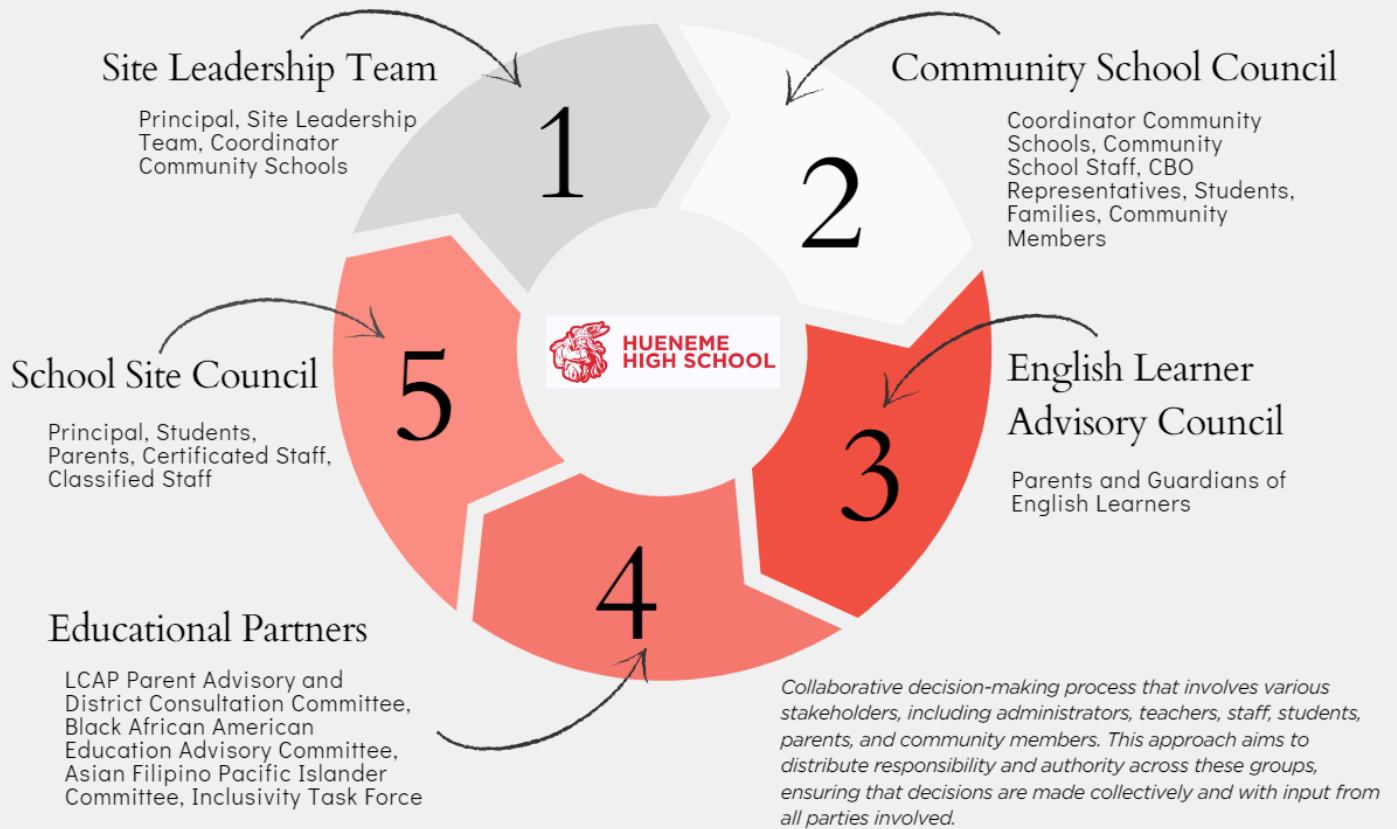 Site Leadership Team
Principal, Site Leadership
Team, Coordinator
Community Schools
1
Community School Council
Coordinator Community
Schools, Community
School Staff, CBO
Representatives, Students,
Families, Community
Members
2
English Learner
Advisory Council
Parents and Guardians of
English Learners
3
Educational Partners
LCAP Parent Advisory and
District Consultation Committee,
Black African American
Education Advisory Committee,
Asian Filipino Pacific Islander
Committee, Inclusivity Task Force
4
School Site Council
Principal, Students,
Parents, Certificated Staff,
Classified Staff
5
HUENEME
HIGH SCHOOL
Collaborative decision-making process that involves various
stakeholders, including administrators, teachers, staff, students,
parents, and community members. This approach aims to
distribute responsibility and authority across these groups,
ensuring that decisions are made collectively and with input from
all parties involved.